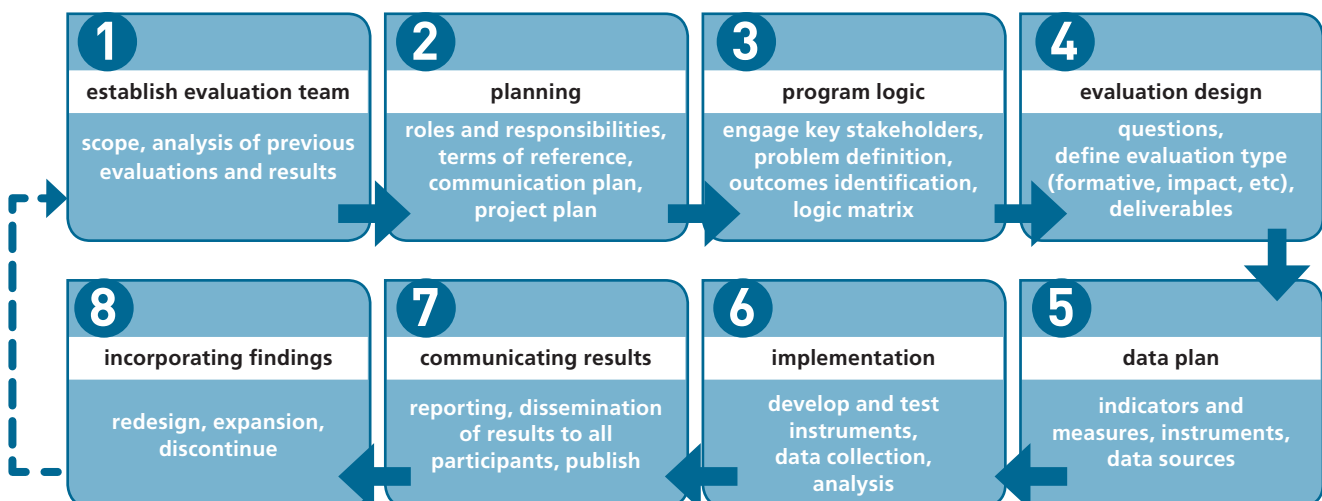 1
establish evaluation team
scope, analysis of previous
evaluations and results
2
planning
roles and responsibilities,
terms of reference,
communication plan,
project plan
3
program logic
engage key stakeholders,
problem definition,
outcomes identification,
logic matrix
4
evaluation design
questions,
define evaluation type
(formative, impact, etc),
deliverables
5
data plan
indicators and
measures, instruments,
data sources
6
implementation
develop and test
instruments,
data collection,
analysis
7
communicating results
reporting, dissemination
of results to all
participants, publish
8
incorporating findings
redesign, expansion,
discontinue